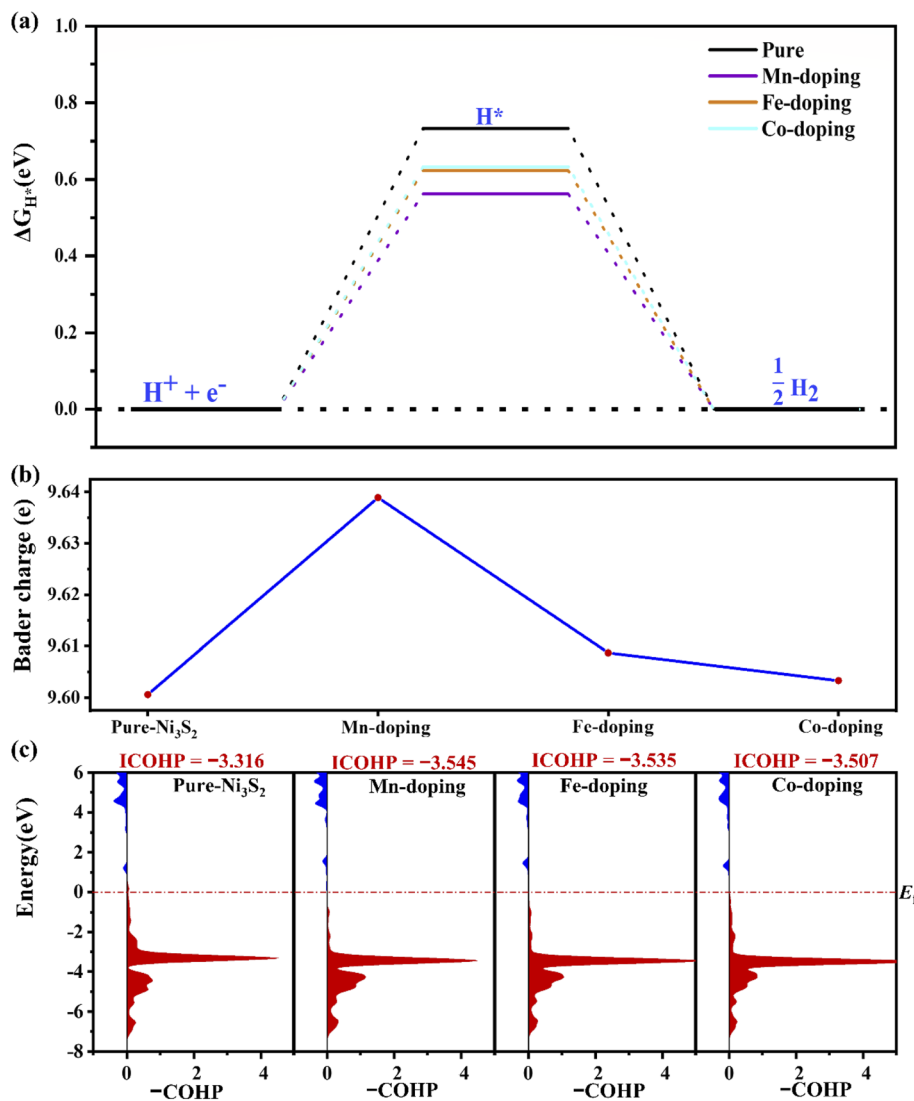 (a)
1.0
Pure
Mn-doping
Fe-doping
Co-doping
0.8
H*
0.6
0.4
0.2
0.0
ΔG_H*(eV)
H⁺ + e⁻
1/2 H₂
(b)
9.64
9.63
9.62
9.61
9.60
Bader charge (e)
Pure-Ni₃S₂ Mn-doping Fe-doping Co-doping
(c)
ICOHP = −3.316 ICOHP = −3.545 ICOHP = −3.535 ICOHP = −3.507
Pure-Ni₃S₂ Mn-doping Fe-doping Co-doping
6
4
2
0
-2
-4
-6
-8
Energy(eV)
0 2 4 0 2 4 0 2 4 0 2 4
−COHP −COHP −COHP −COHP